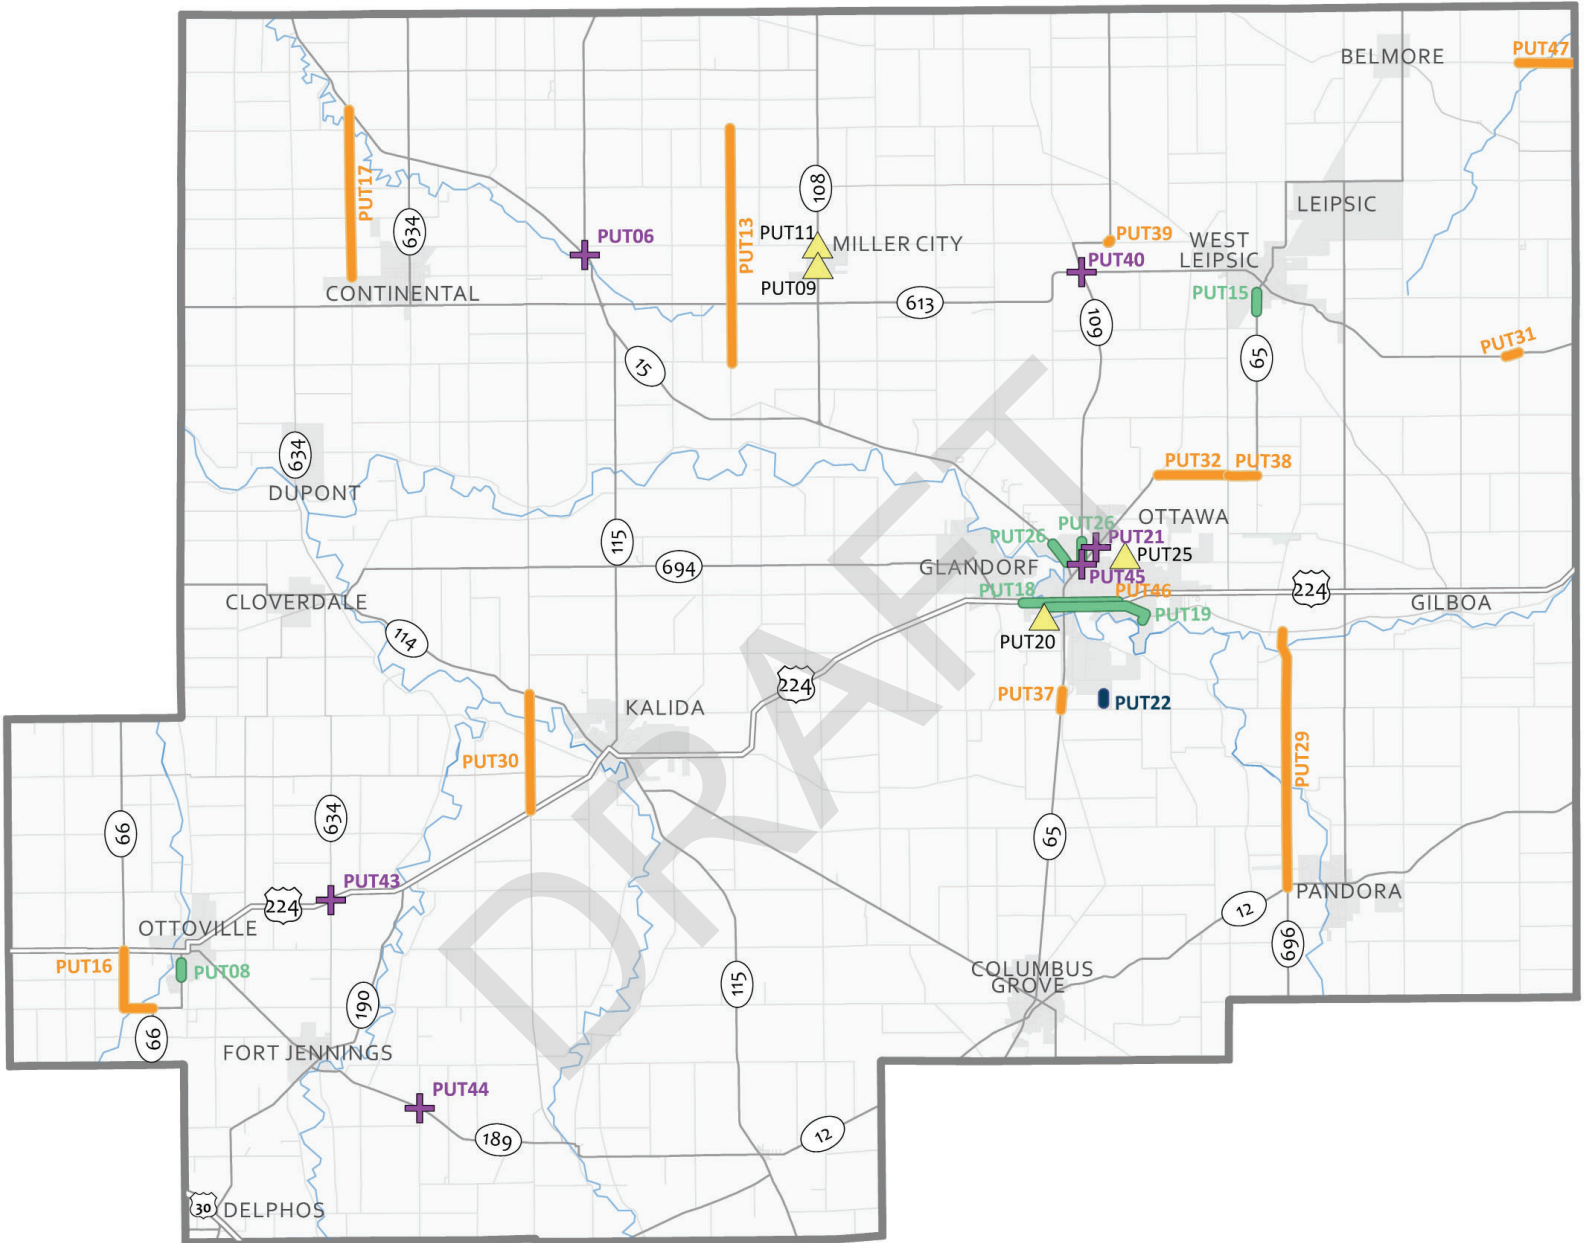 BELMORE
PUT47
PUT17
108
LEIPSIC
634
PUT06
PUT13
PUT11
MILLER CITY
PUT39
WEST
LEIPSIC
PUT40
PUT09
CONTINENTAL
PUT15
613
109
PUT31
65
15
634
PUT32
PUT38
DUPONT
OTTAWA
PUT26
PUT26
PUT21
115
PUT25
694
GLANDORF
PUT45
PUT18
PUT46
224
CLOVERDALE
GILBOA
PUT19
114
PUT20
224
PUT37
PUT22
KALIDA
PUT30
PUT29
DRAFT
634
66
65
PUT43
224
PANDORA
12
OTTOVILLE
696
PUT16
PUT08
COLUMBUS
GROVE
115
190
66
FORT JENNINGS
PUT44
189
12
30
DELPHOS